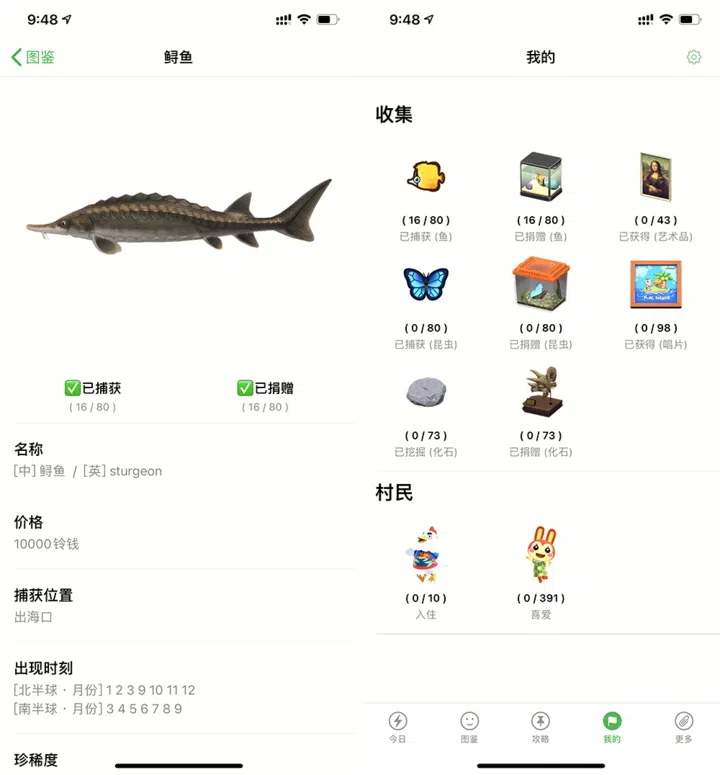 9:48
图鉴
鲟鱼
✅已捕获
( 16 / 80 )
✅已捐赠
( 16 / 80 )
名称
[中] 鲟鱼 / [英] sturgeon
价格
10000铃钱
捕获位置
出海口
出现时刻
[北半球 · 月份] 1 2 3 9 10 11 12
[南半球 · 月份] 3 4 5 6 7 8 9
珍稀度
9:48
我的
收集
( 16 / 80 )
已捕获 (鱼)
( 16 / 80 )
已捐赠 (鱼)
( 0 / 43 )
已获得 (艺术品)
( 0 / 80 )
已捕获 (昆虫)
( 0 / 80 )
已捐赠 (昆虫)
( 0 / 98 )
已获得 (唱片)
( 0 / 73 )
已挖掘 (化石)
( 0 / 73 )
已捐赠 (化石)
村民
( 0 / 10 )
入住
( 0 / 391 )
喜爱
今日
图鉴
攻略
我的
更多